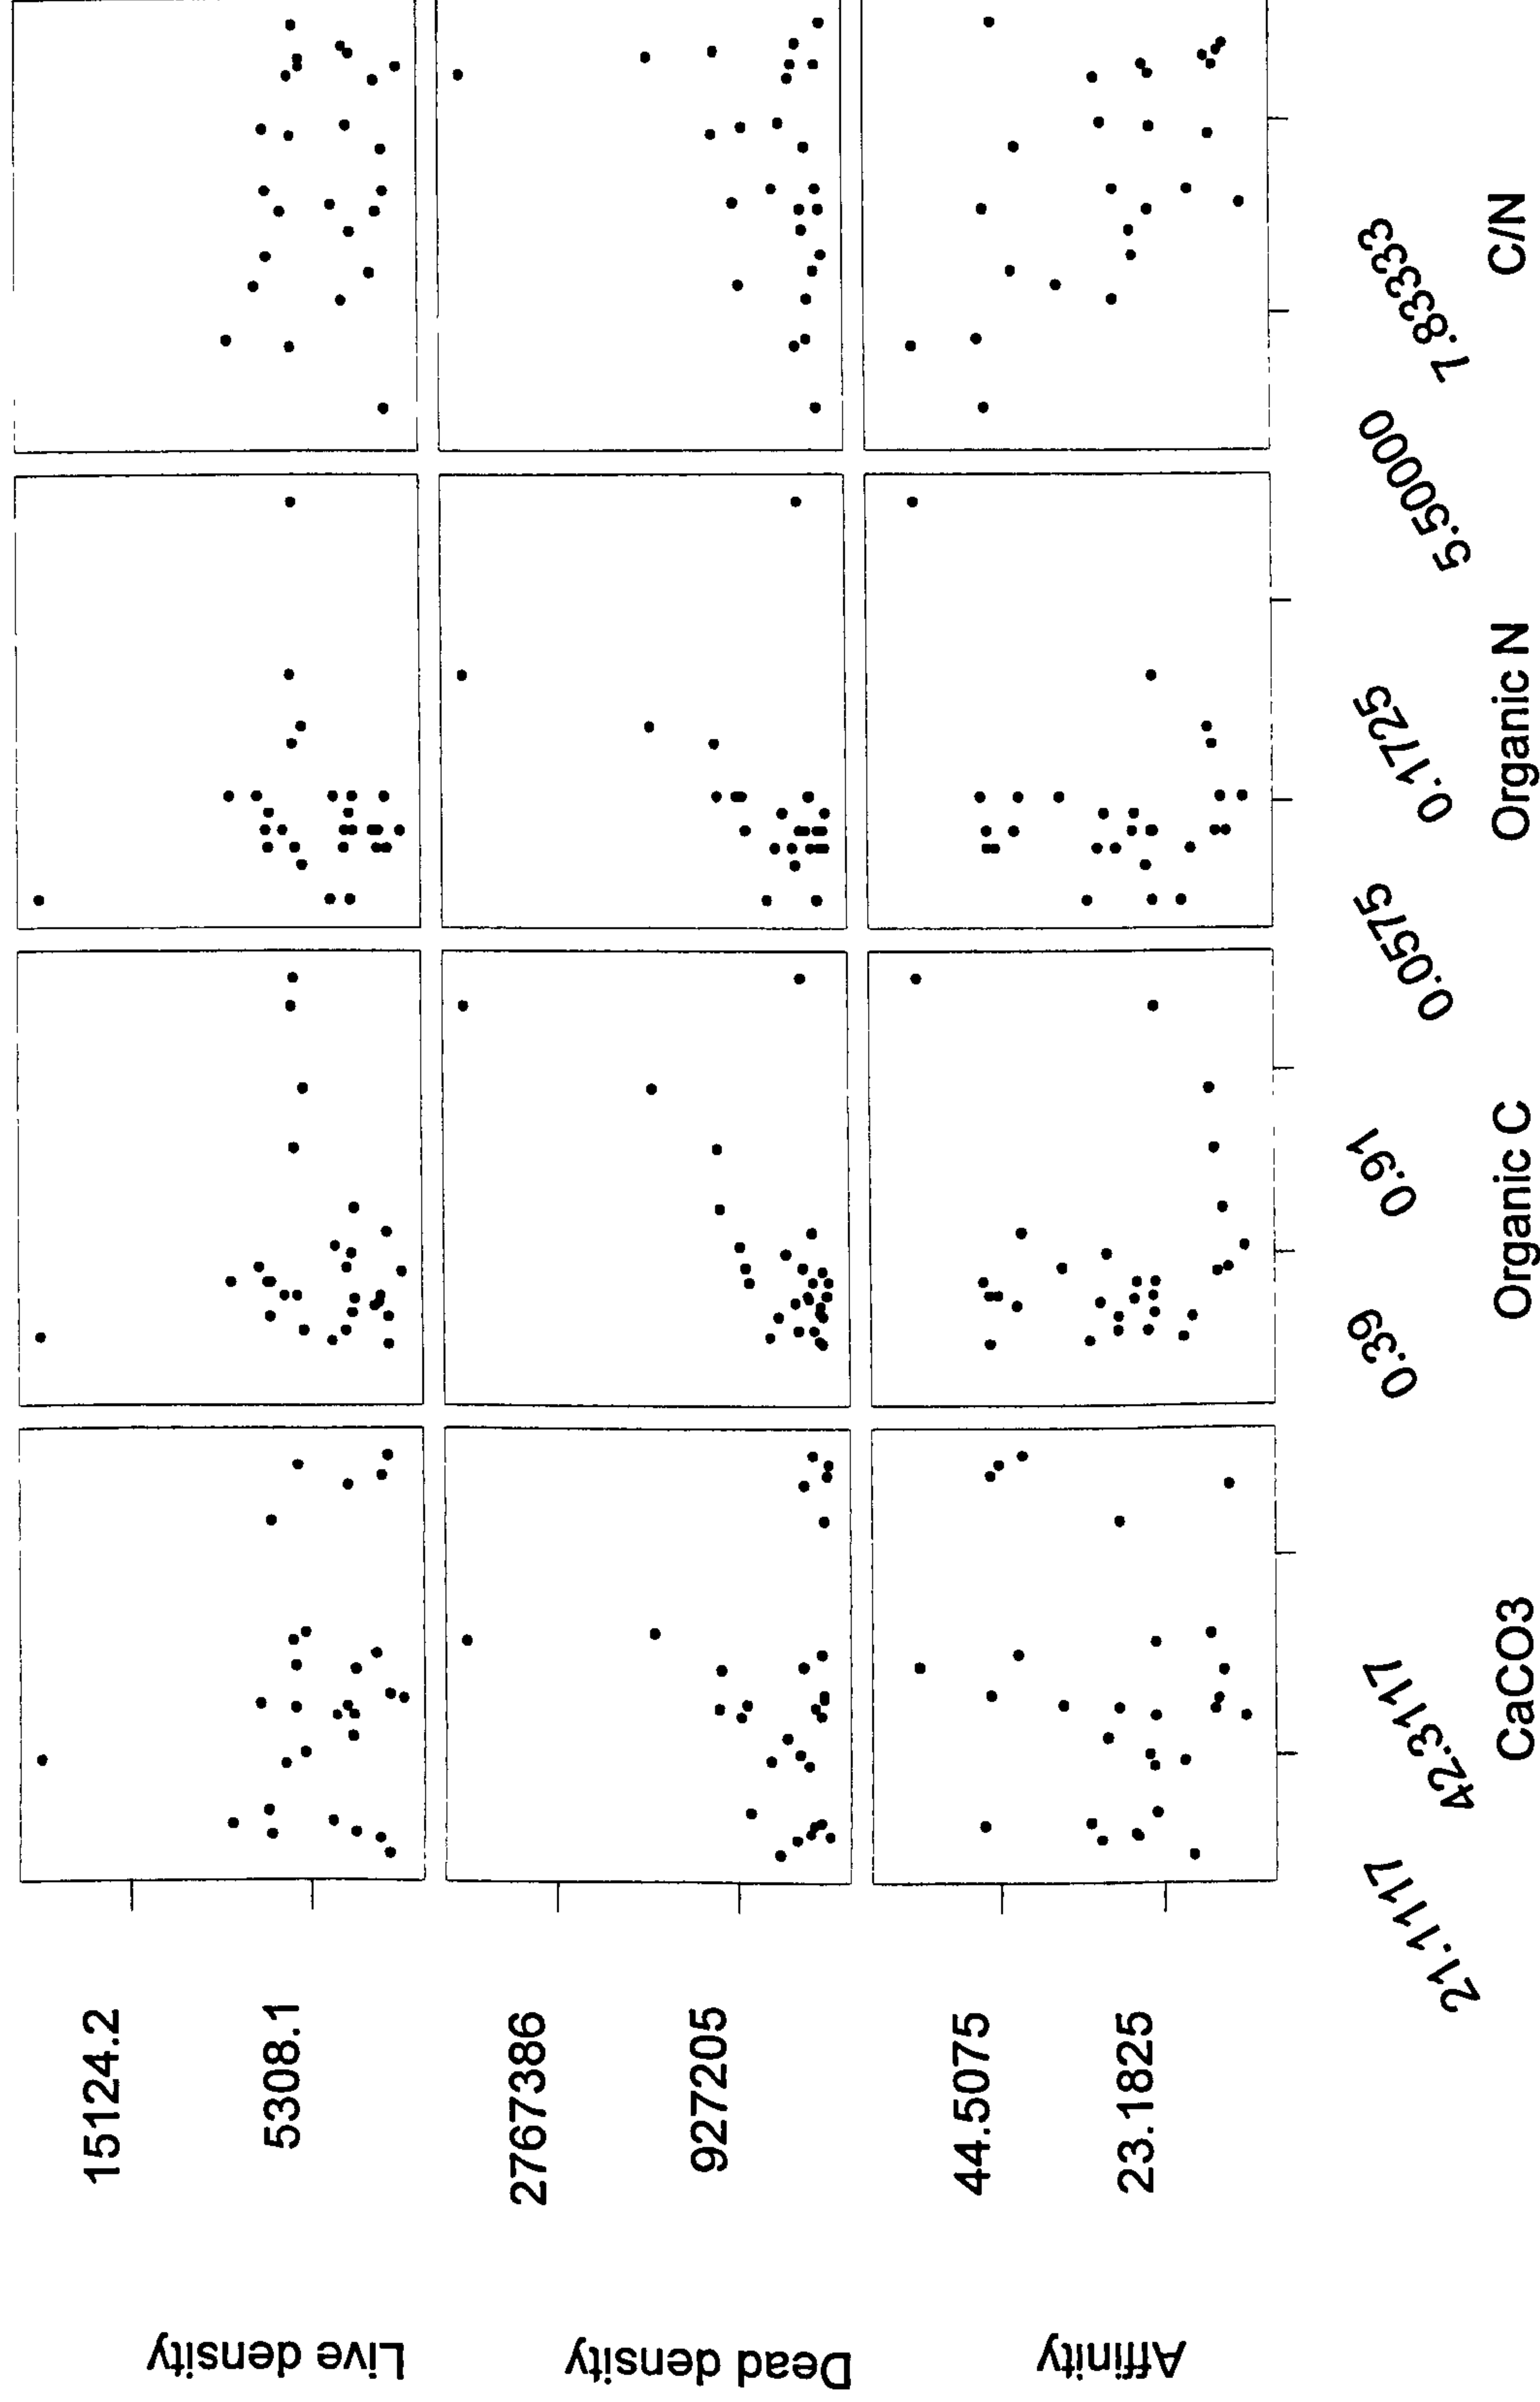 Live density
15124.2
5308.1
Dead density
2767386
927205
Affinity
44.5075
23.1825
21.1117
42.3117
0.39
0.91
0.0575
0.1725
5.50000
7.83333
CaCO3
Organic C
Organic N
C/N